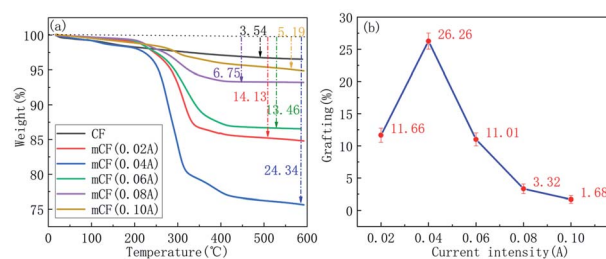 (a)
100
95
90
85
80
75
Weight(%)
3.54
5.19
6.75
14.13
13.46
24.34
CF
mCF(0.02A)
mCF(0.04A)
mCF(0.06A)
mCF(0.08A)
mCF(0.10A)
0 100 200 300 400 500 600
Temperature(℃)
(b)
30
25
20
15
10
5
0
Grafting(%)
11.66
26.26
11.01
3.32
1.68
0.02 0.04 0.06 0.08 0.10
Current intensity(A)